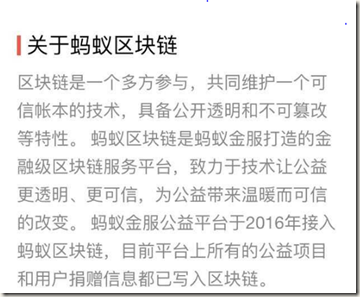 关于蚂蚁区块链
区块链是一个多方参与，共同维护一个可
信帐本的技术，具备公开透明和不可篡改
等特性。 蚂蚁区块链是蚂蚁金服打造的金
融级区块链服务平台，致力于技术让公益
更透明、更可信，为公益带来温暖而可信
的改变。 蚂蚁金服公益平台于2016年接入
蚂蚁区块链，目前平台上所有的公益项目
和用户捐赠信息都已写入区块链。